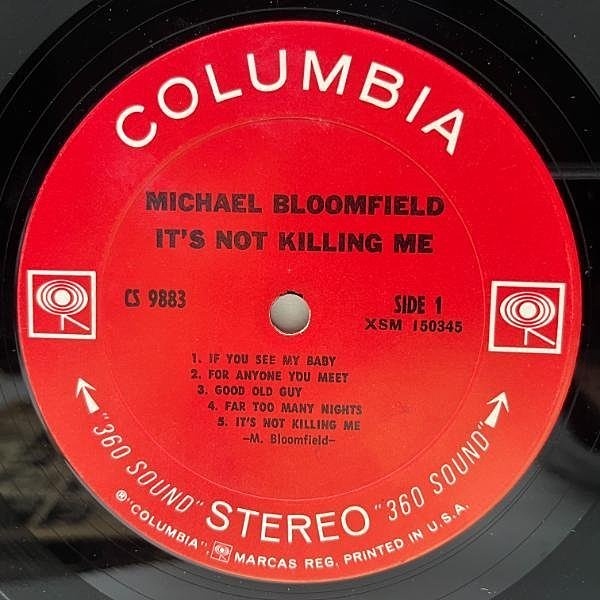 COLUMBIA
MICHAEL BLOOMFIELD
IT'S NOT KILLING ME
CS 9883
SIDE 1
XSM 150345
1. IF YOU SEE MY BABY
2. FOR ANYONE YOU MEET
3. GOOD OLD GUY
4. FAR TOO MANY NIGHTS
5. IT'S NOT KILLING ME
-M. Bloomfield-
"360 SOUND" STEREO "360 SOUND"
® "COLUMBIA", MARCAS REG. PRINTED IN U.S.A.